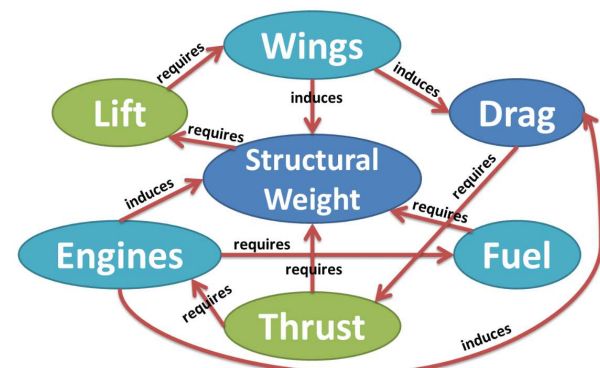 Wings
requires
induces
induces
Lift
Drag
requires
Structural
Weight
requires
induces
requires
Engines
requires
Fuel
requires
requires
Thrust
induces